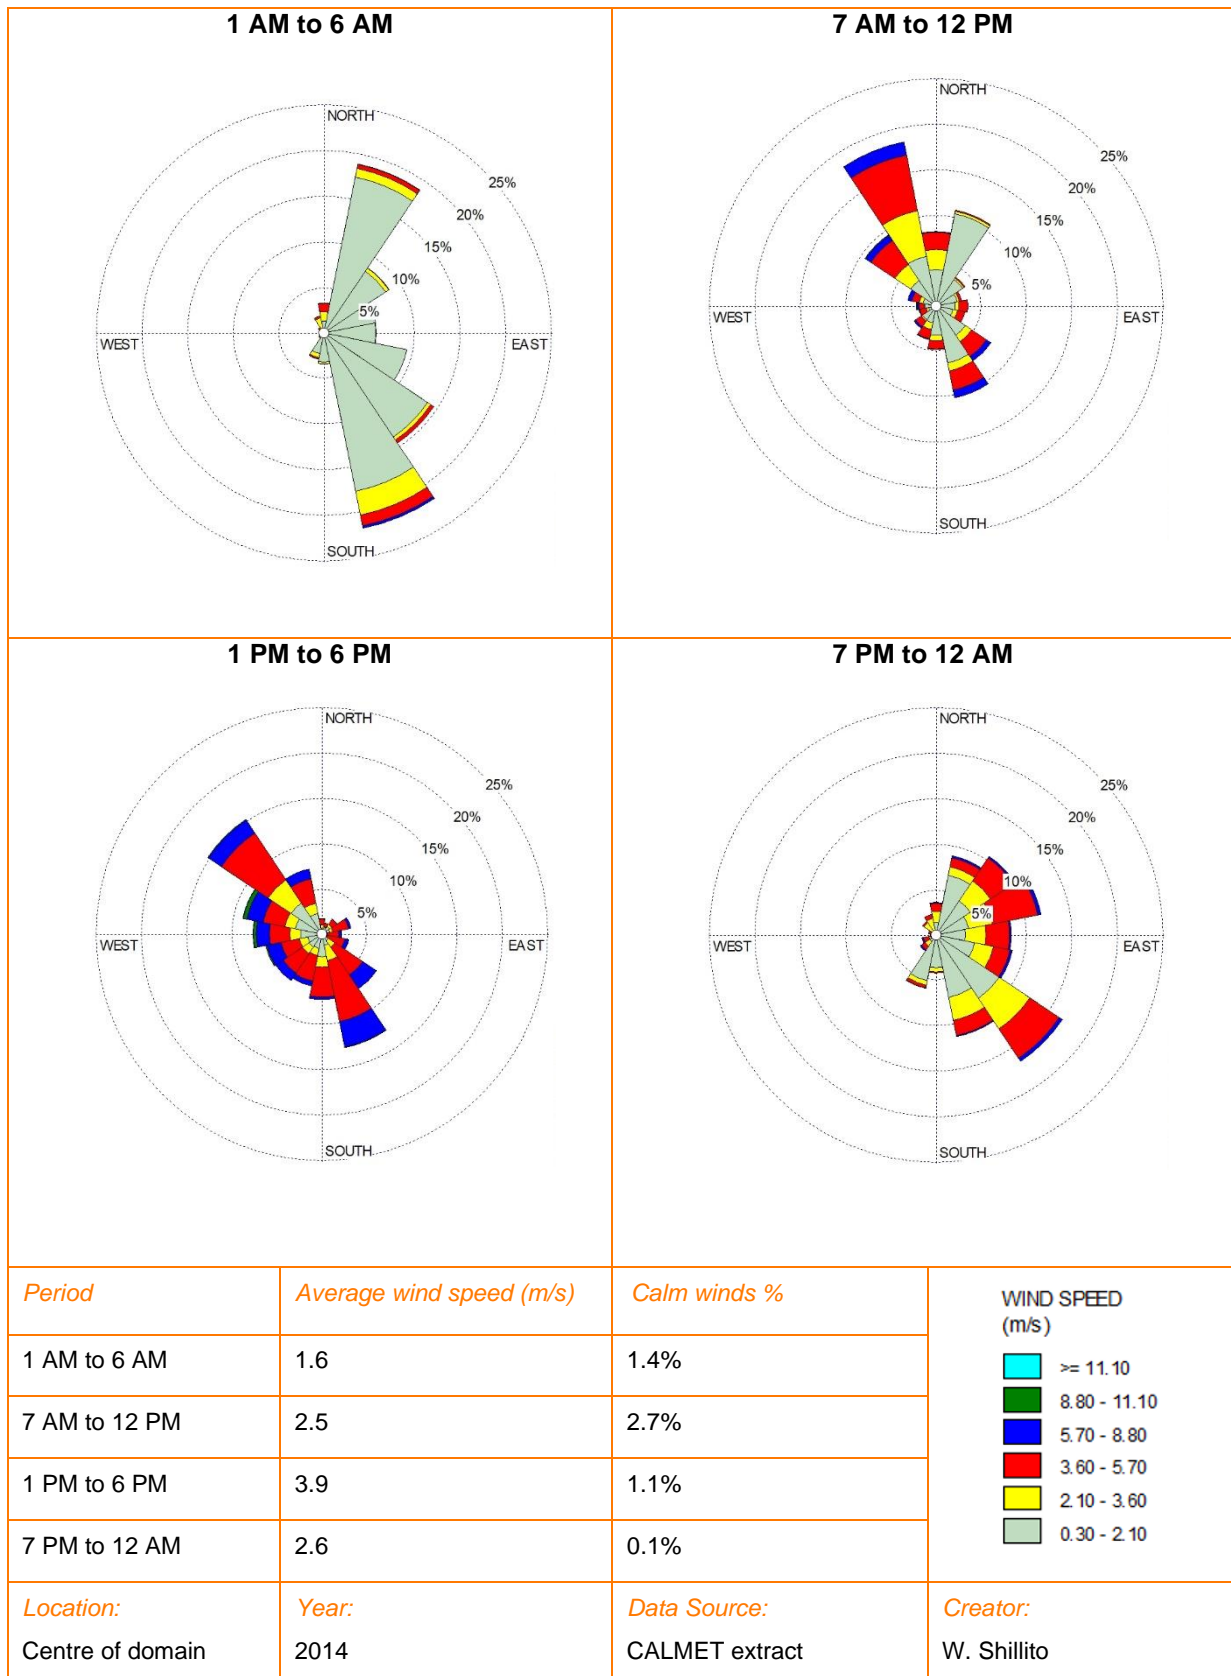 1 AM to 6 AM
NORTH
25%
20%
15%
10%
5%
WEST
EAST
SOUTH
7 AM to 12 PM
NORTH
25%
20%
15%
10%
5%
WEST
EAST
SOUTH
1 PM to 6 PM
NORTH
25%
20%
15%
10%
5%
WEST
EAST
SOUTH
7 PM to 12 AM
NORTH
25%
20%
15%
10%
5%
WEST
EAST
SOUTH
Period Average wind speed (m/s) Calm winds %
1 AM to 6 AM 1.6 1.4%
7 AM to 12 PM 2.5 2.7%
1 PM to 6 PM 3.9 1.1%
7 PM to 12 AM 2.6 0.1%
WIND SPEED
(m/s)
>= 11.10
8.80 - 11.10
5.70 - 8.80
3.60 - 5.70
2.10 - 3.60
0.30 - 2.10
Location: Year: Data Source: Creator:
Centre of domain 2014 CALMET extract W. Shillito